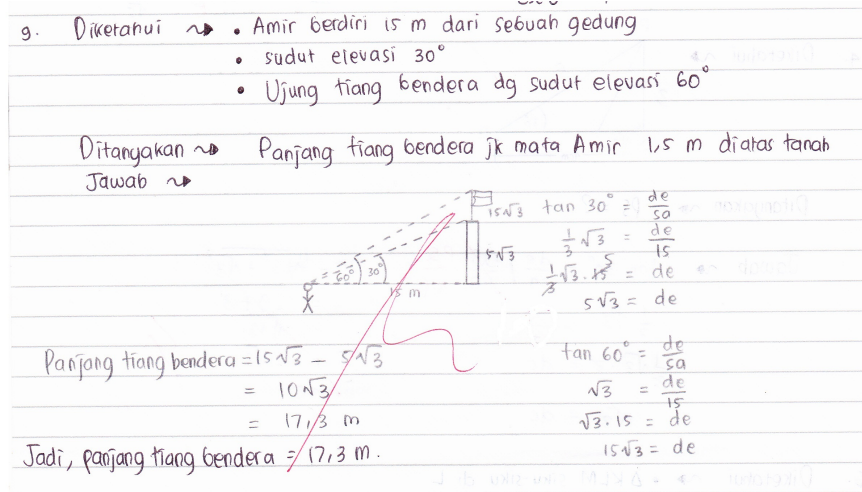 9. Diketahui ⇝ • Amir berdiri 15 m dari sebuah gedung
• sudut elevasi 30°
• Ujung tiang bendera dg sudut elevasi 60°
Ditanyakan ⇝ Panjang tiang bendera jk mata Amir 1,5 m diatas tanah
Jawab ⇝
15√3
5√3
60° 30°
15 m
tan 30° = de/sa
1/3 √3 = de/15
1/3 √3 . 15 5 = de
5√3 = de
Panjang tiang bendera = 15√3 - 5√3
= 10√3
= 17,3 m
Jadi, panjang tiang bendera = 17,3 m.
tan 60° = de/sa
√3 = de/15
√3 . 15 = de
15√3 = de